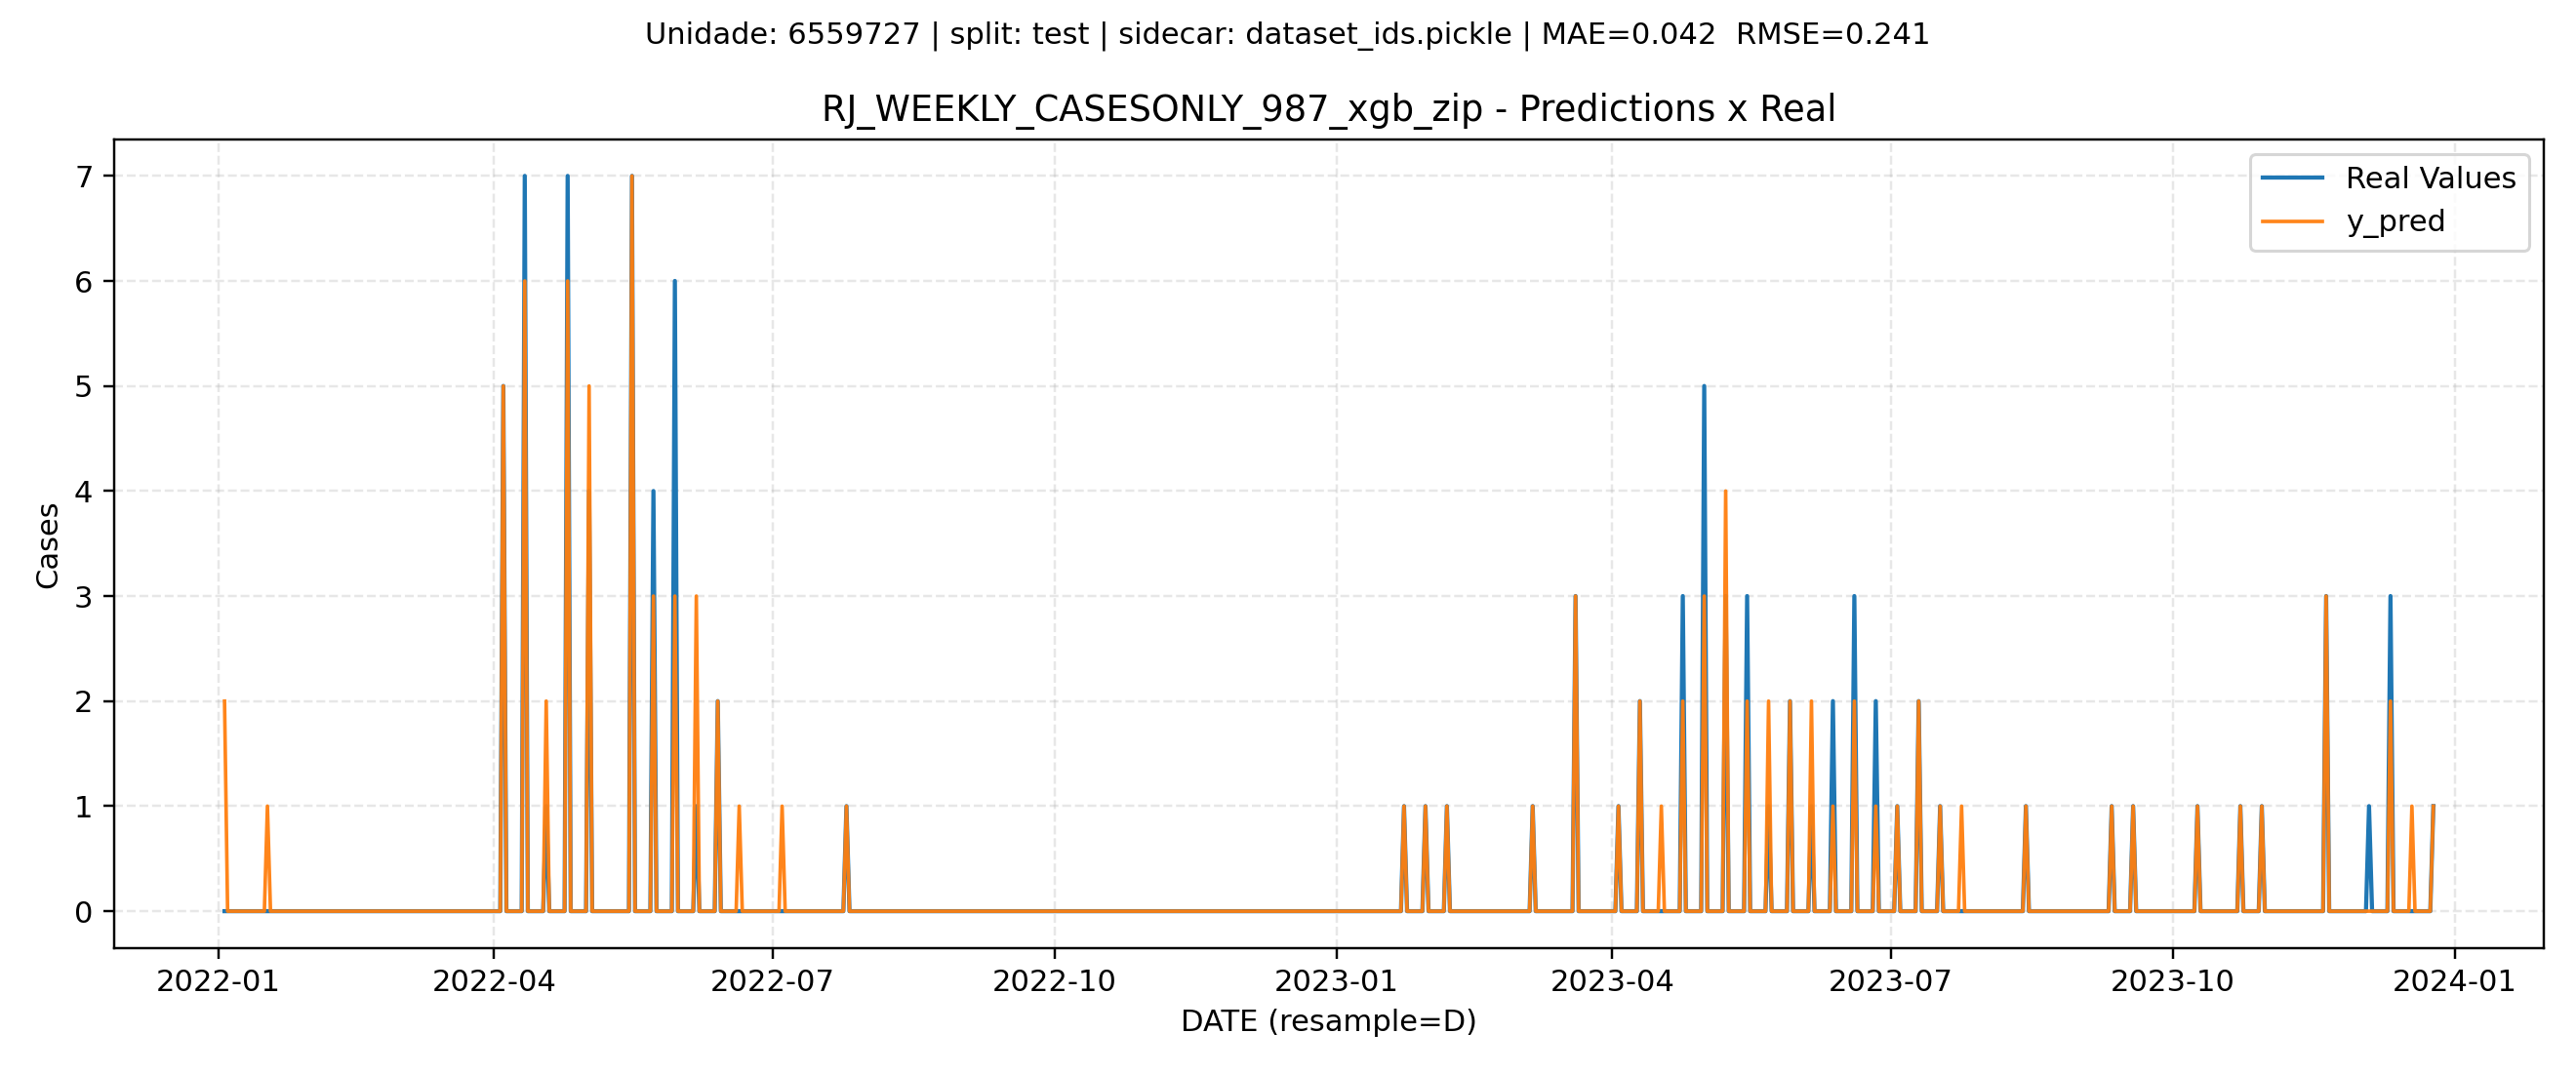 Unidade: 6559727 | split: test | sidecar: dataset_ids.pickle | MAE=0.042  RMSE=0.241
RJ_WEEKLY_CASESONLY_987_xgb_zip - Predictions x Real
Real Values
y_pred
7
6
5
4
3
2
1
0
Cases
2022-01
2022-04
2022-07
2022-10
2023-01
2023-04
2023-07
2023-10
2024-01
DATE (resample=D)